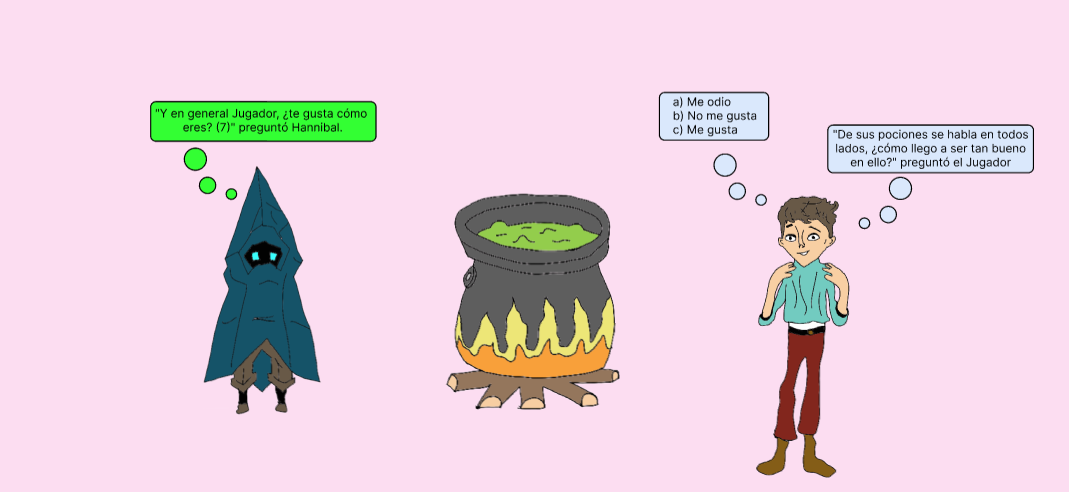 "Y en general Jugador, ¿te gusta cómo
eres? (7)" preguntó Hannibal.
a) Me odio
b) No me gusta
c) Me gusta
"De sus pociones se habla en todos
lados, ¿cómo llego a ser tan bueno
en ello?" preguntó el Jugador